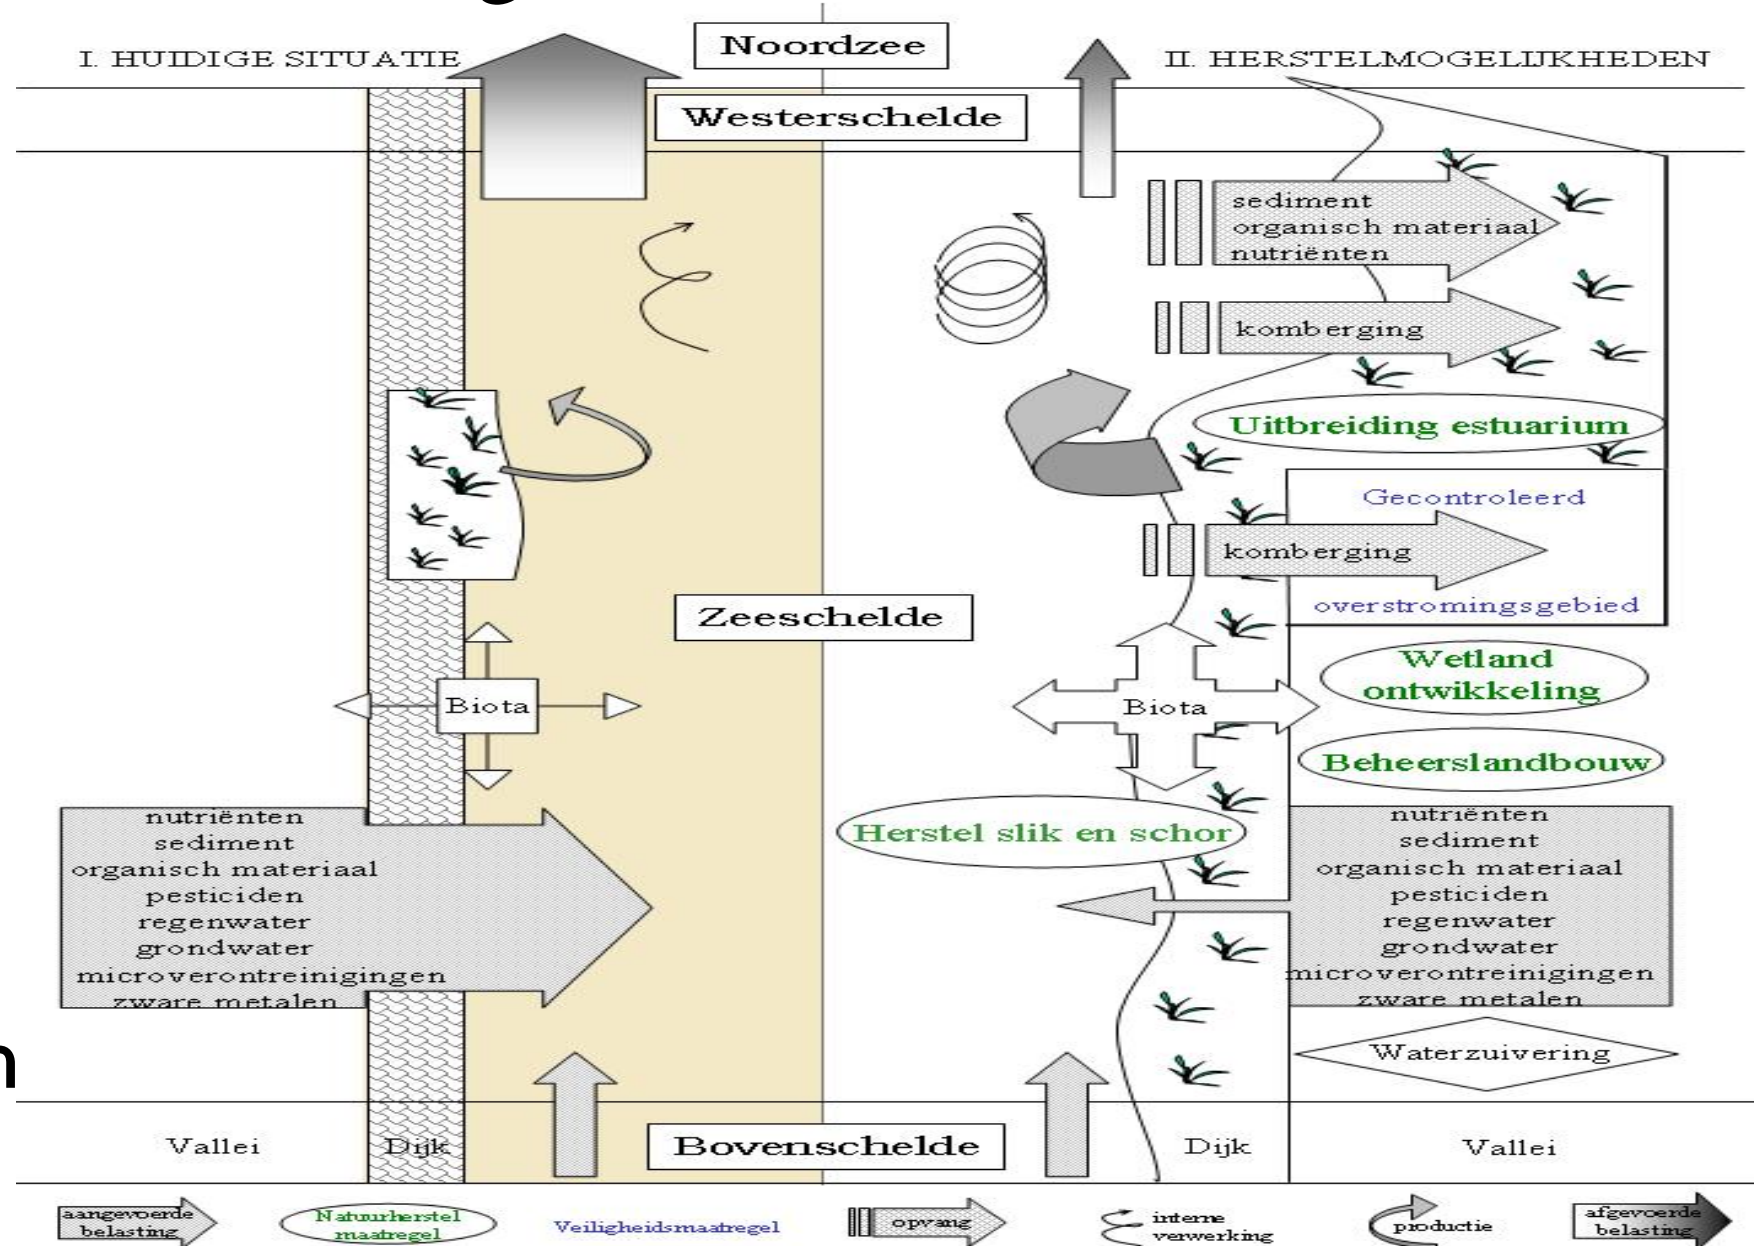 I. HUIDIGE SITUATIE
Noordzee
II. HERSTELMOGELIJKHEDEN
Westerschelde
sediment
organisch materiaal
nutriënten
komberging
Uitbreiding estuarium
Gecontroleerd
komberging
overstromingsgebied
Zeeschelde
Wetland
ontwikkeling
Biota
Biota
Beheerslandbouw
Herstel slik en schor
nutriënten
sediment
organisch materiaal
pesticiden
regenwater
grondwater
microverontreinigingen
zware metalen
nutriënten
sediment
organisch materiaal
pesticiden
regenwater
grondwater
microverontreinigingen
zware metalen
Waterzuivering
Vallei
Dijk
Bovenschelde
Dijk
Vallei
aangevoerde
belasting
Natuurherstel
maatregel
Veiligheidsmaatregel
opvang
interne
verwerking
productie
afgevoerde
belasting